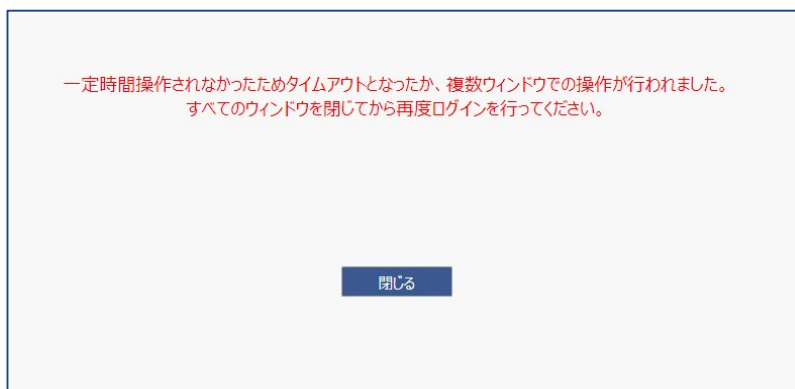 一定時間操作されなかったためタイムアウトとなったか、複数ウィンドウでの操作が行われました。
すべてのウィンドウを閉じてから再度ログインを行ってください。
閉じる